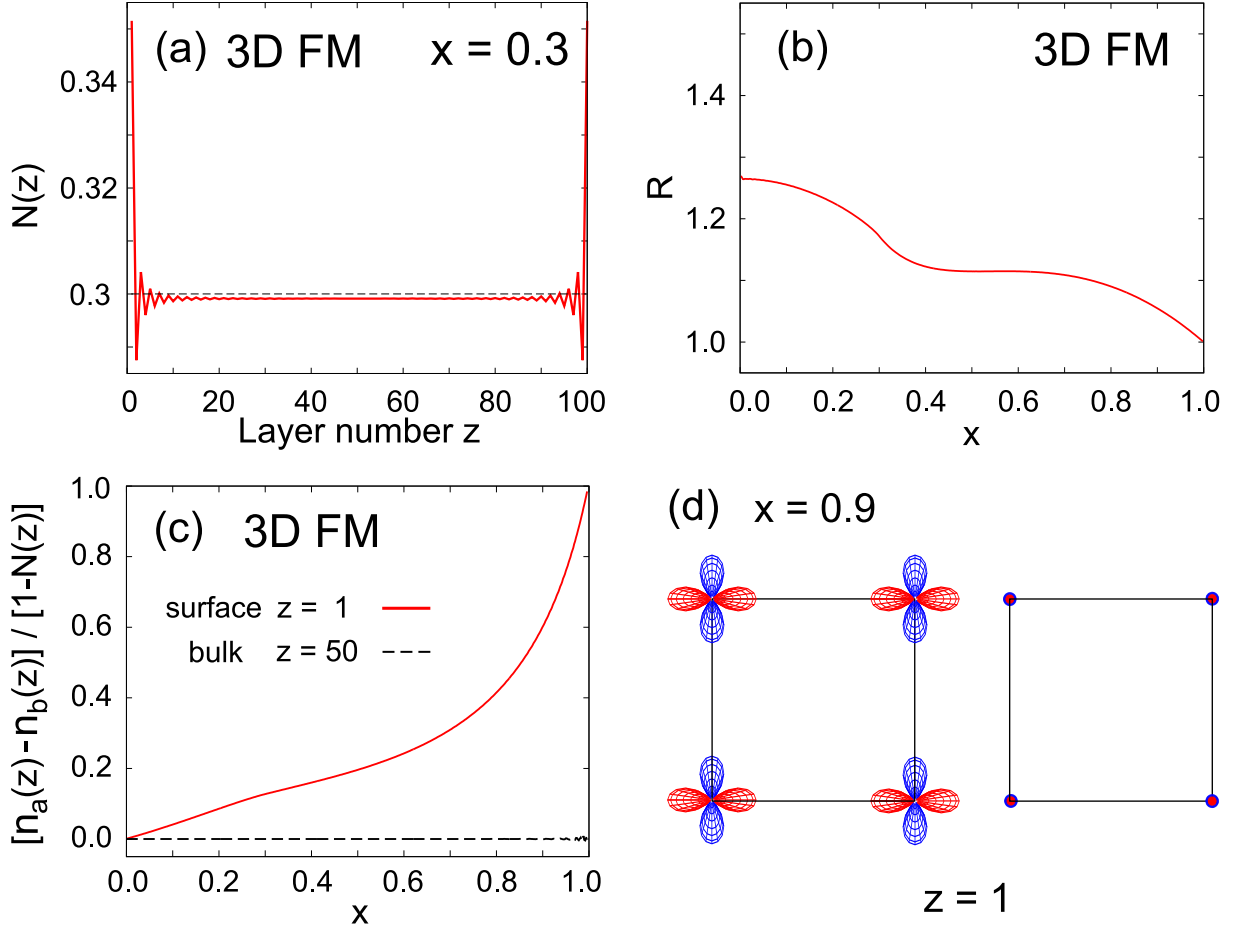 (a) 3D FM x = 0.3
N(z)
0.34
0.32
0.3
0 20 40 60 80 100
Layer number z
(b) 3D FM
R
1.4
1.2
1.0
0.0 0.2 0.4 0.6 0.8 1.0
x
(c) 3D FM
[n_a(z)-n_b(z)] / [1-N(z)]
1.0
0.8
0.6
0.4
0.2
0.0
surface z = 1
bulk z = 50
0.0 0.2 0.4 0.6 0.8 1.0
x
(d) x = 0.9
z = 1